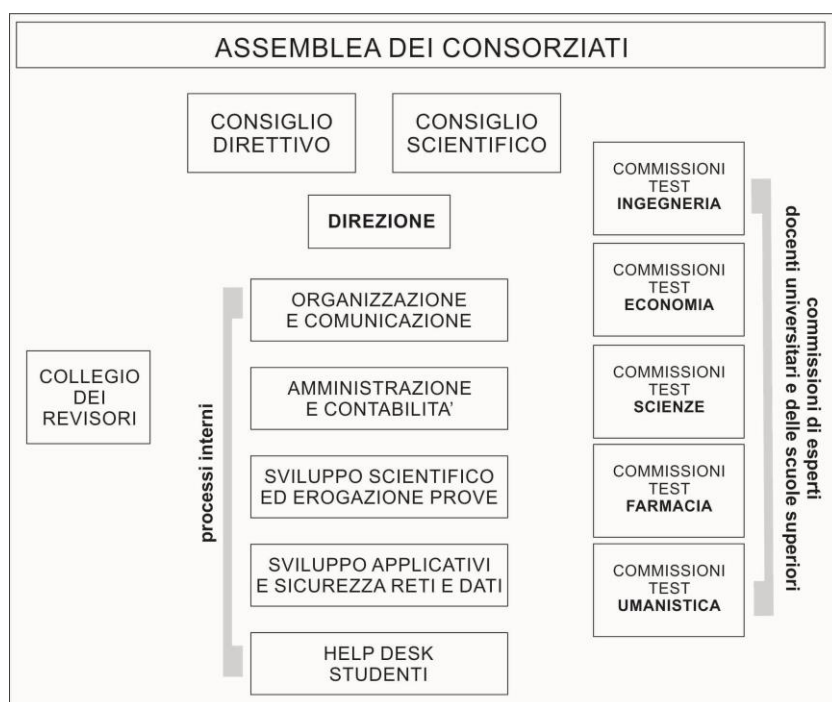 ASSEMBLEA DEI CONSORZIATI
CONSIGLIO
DIRETTIVO
CONSIGLIO
SCIENTIFICO
DIREZIONE
COLLEGIO
DEI
REVISORI
processi interni
ORGANIZZAZIONE
E COMUNICAZIONE
AMMINISTRAZIONE
E CONTABILITA’
SVILUPPO SCIENTIFICO
ED EROGAZIONE PROVE
SVILUPPO APPLICATIVI
E SICUREZZA RETI E DATI
HELP DESK
STUDENTI
COMMISSIONI
TEST
INGEGNERIA
COMMISSIONI
TEST
ECONOMIA
COMMISSIONI
TEST
SCIENZE
COMMISSIONI
TEST
FARMACIA
COMMISSIONI
TEST
UMANISTICA
commissioni di esperti
docenti universitari e delle scuole superiori